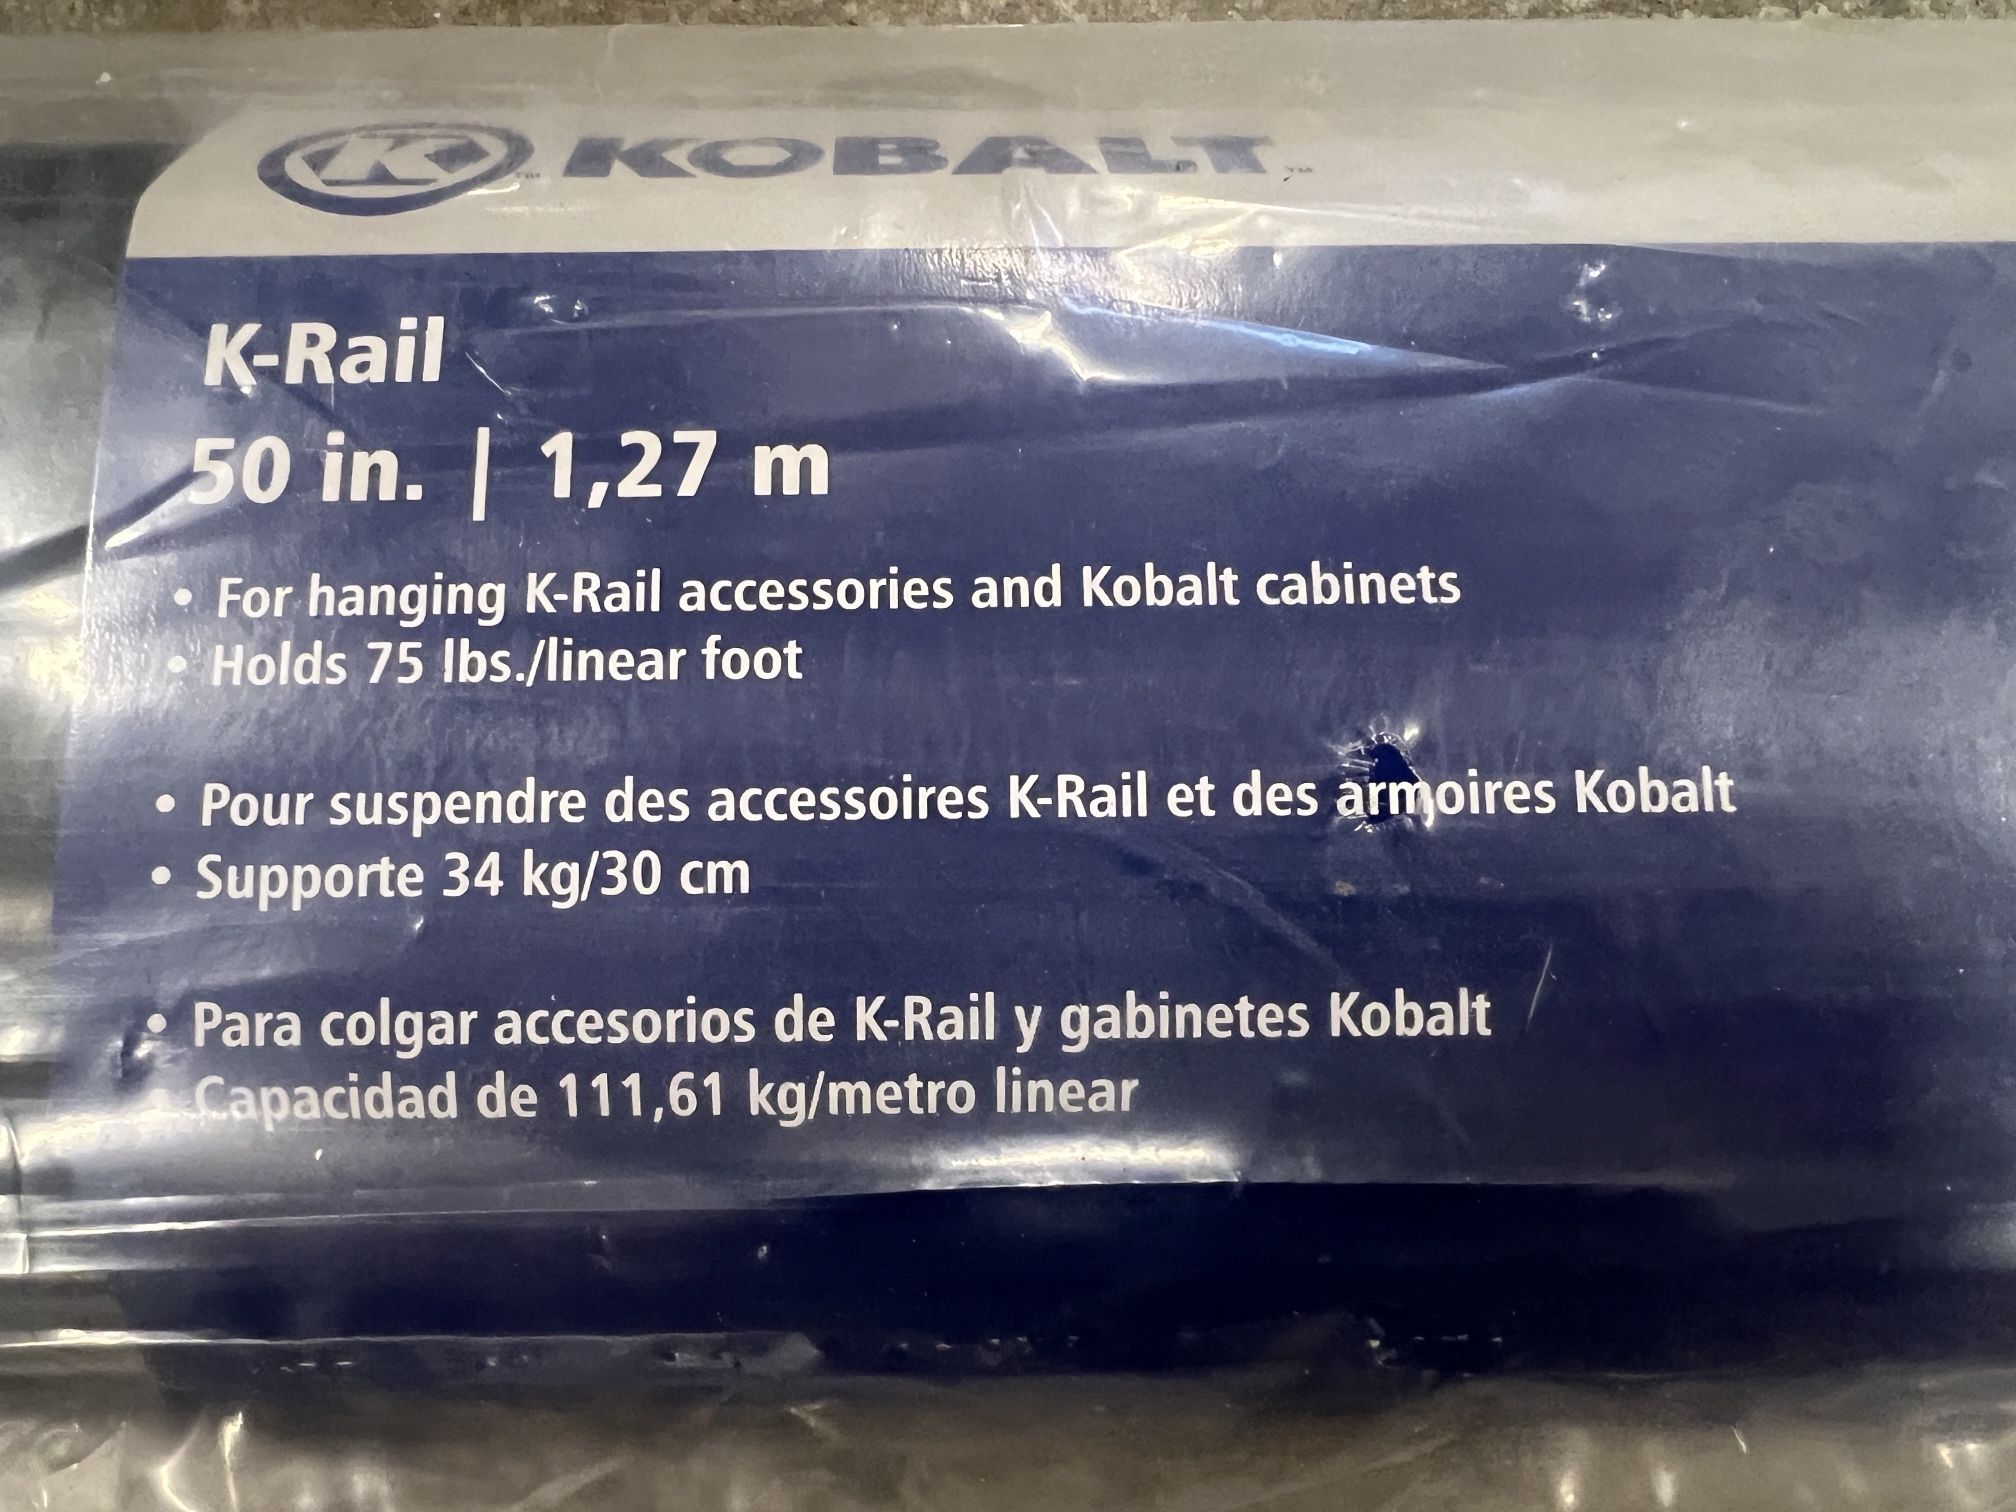 K KOBALT
K-Rail
50 in. | 1,27 m
• For hanging K-Rail accessories and Kobalt cabinets
• Holds 75 lbs./linear foot
• Pour suspendre des accessoires K-Rail et des armoires Kobalt
• Supporte 34 kg/30 cm
• Para colgar accesorios de K-Rail y gabinetes Kobalt
• Capacidad de 111,61 kg/metro linear